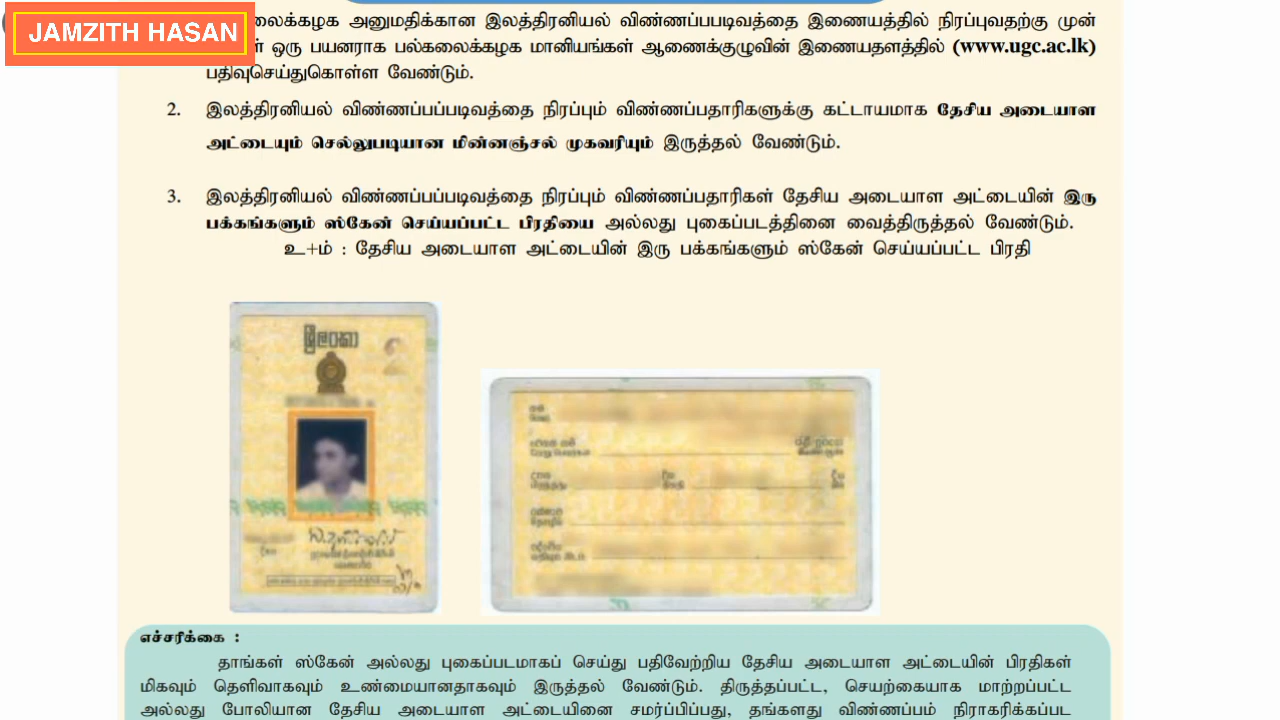 JAMZITH HASAN
அனுமதிக்கான இலத்திரனியல் விண்ணப்பபடிவத்தை இணையத்தில் நிரப்புவதற்கு முன்
ஒரு பயனராக பல்கலைக்கழக மானியங்கள் ஆணைக்குழுவின் இணையதளத்தில் (www.ugc.ac.lk)
பதிவுசெய்துகொள்ள வேண்டும்.
2. இலத்திரனியல் விண்ணப்பப்படிவத்தை நிரப்பும் விண்ணப்பதாரிகளுக்கு கட்டாயமாக தேசிய அடையாள
அட்டையும் செல்லுபடியான மின்னஞ்சல் முகவரியும் இருத்தல் வேண்டும்.
3. இலத்திரனியல் விண்ணப்பப்படிவத்தை நிரப்பும் விண்ணப்பதாரிகள் தேசிய அடையாள அட்டையின் இரு
பக்கங்களும் ஸ்கேன் செய்யப்பட்ட பிரதியை அல்லது புகைப்படத்தினை வைத்திருத்தல் வேண்டும்.
உ+ம் : தேசிய அடையாள அட்டையின் இரு பக்கங்களும் ஸ்கேன் செய்யப்பட்ட பிரதி
ශ්‍රී ලංකා
எச்சரிக்கை :
தாங்கள் ஸ்கேன் அல்லது புகைப்படமாகப் செய்து பதிவேற்றிய தேசிய அடையாள அட்டையின் பிரதிகள்
மிகவும் தெளிவாகவும் உண்மையானதாகவும் இருத்தல் வேண்டும். திருத்தப்பட்ட, செயற்கையாக மாற்றப்பட்ட
அல்லது போலியான தேசிய அடையாள அட்டையினை சமர்ப்பிப்பது, தங்களது விண்ணப்பம் நிராகரிக்கப்பட